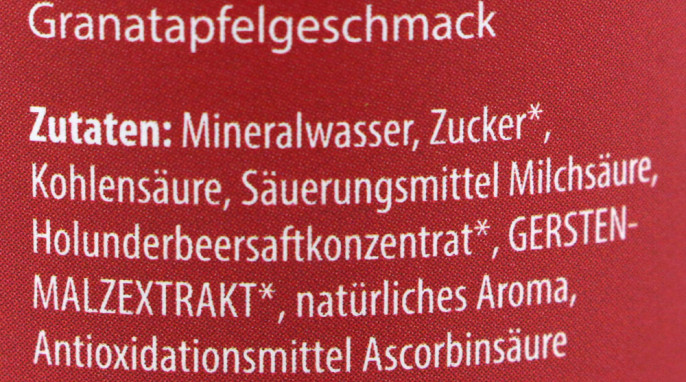 Granatapfelgeschmack
Zutaten: Mineralwasser, Zucker*,
Kohlensäure, Säuerungsmittel Milchsäure,
Holunderbeersaftkonzentrat*, GERSTEN-
MALZEXTRAKT*, natürliches Aroma,
Antioxidationsmittel Ascorbinsäure